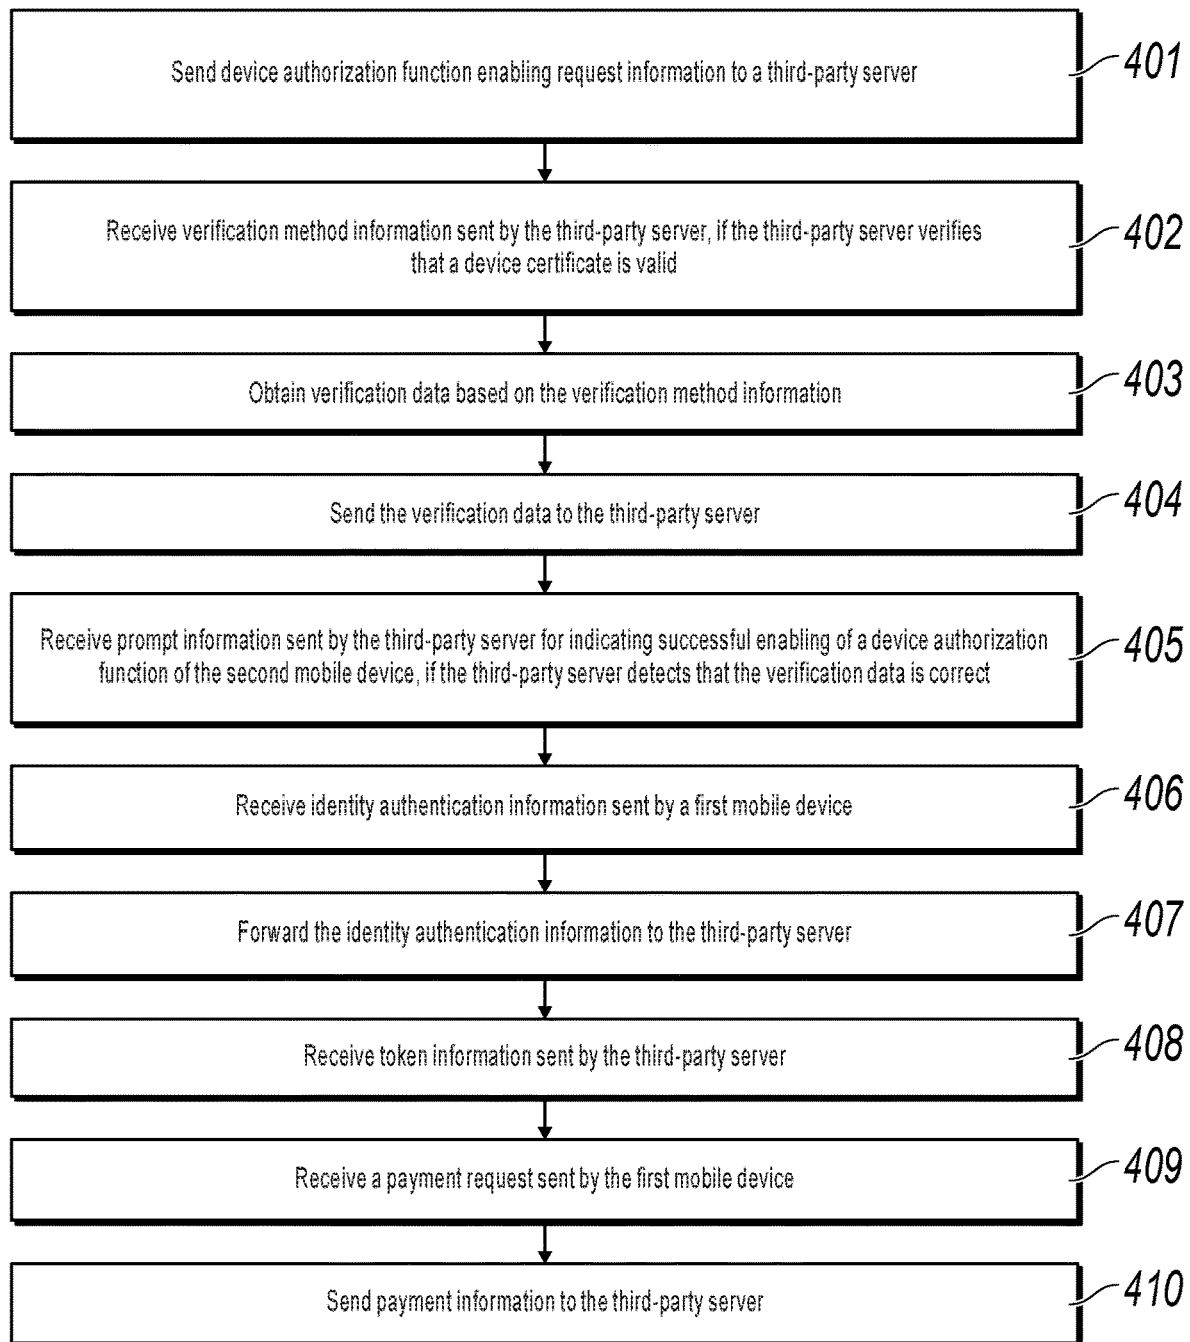 Send device authorization function enabling request information to a third-party server
401
Receive verification method information sent by the third-party server, if the third-party server verifies
that a device certificate is valid
402
Obtain verification data based on the verification method information
403
Send the verification data to the third-party server
404
Receive prompt information sent by the third-party server for indicating successful enabling of a device authorization
function of the second mobile device, if the third-party server detects that the verification data is correct
405
Receive identity authentication information sent by a first mobile device
406
Forward the identity authentication information to the third-party server
407
Receive token information sent by the third-party server
408
Receive a payment request sent by the first mobile device
409
Send payment information to the third-party server
410